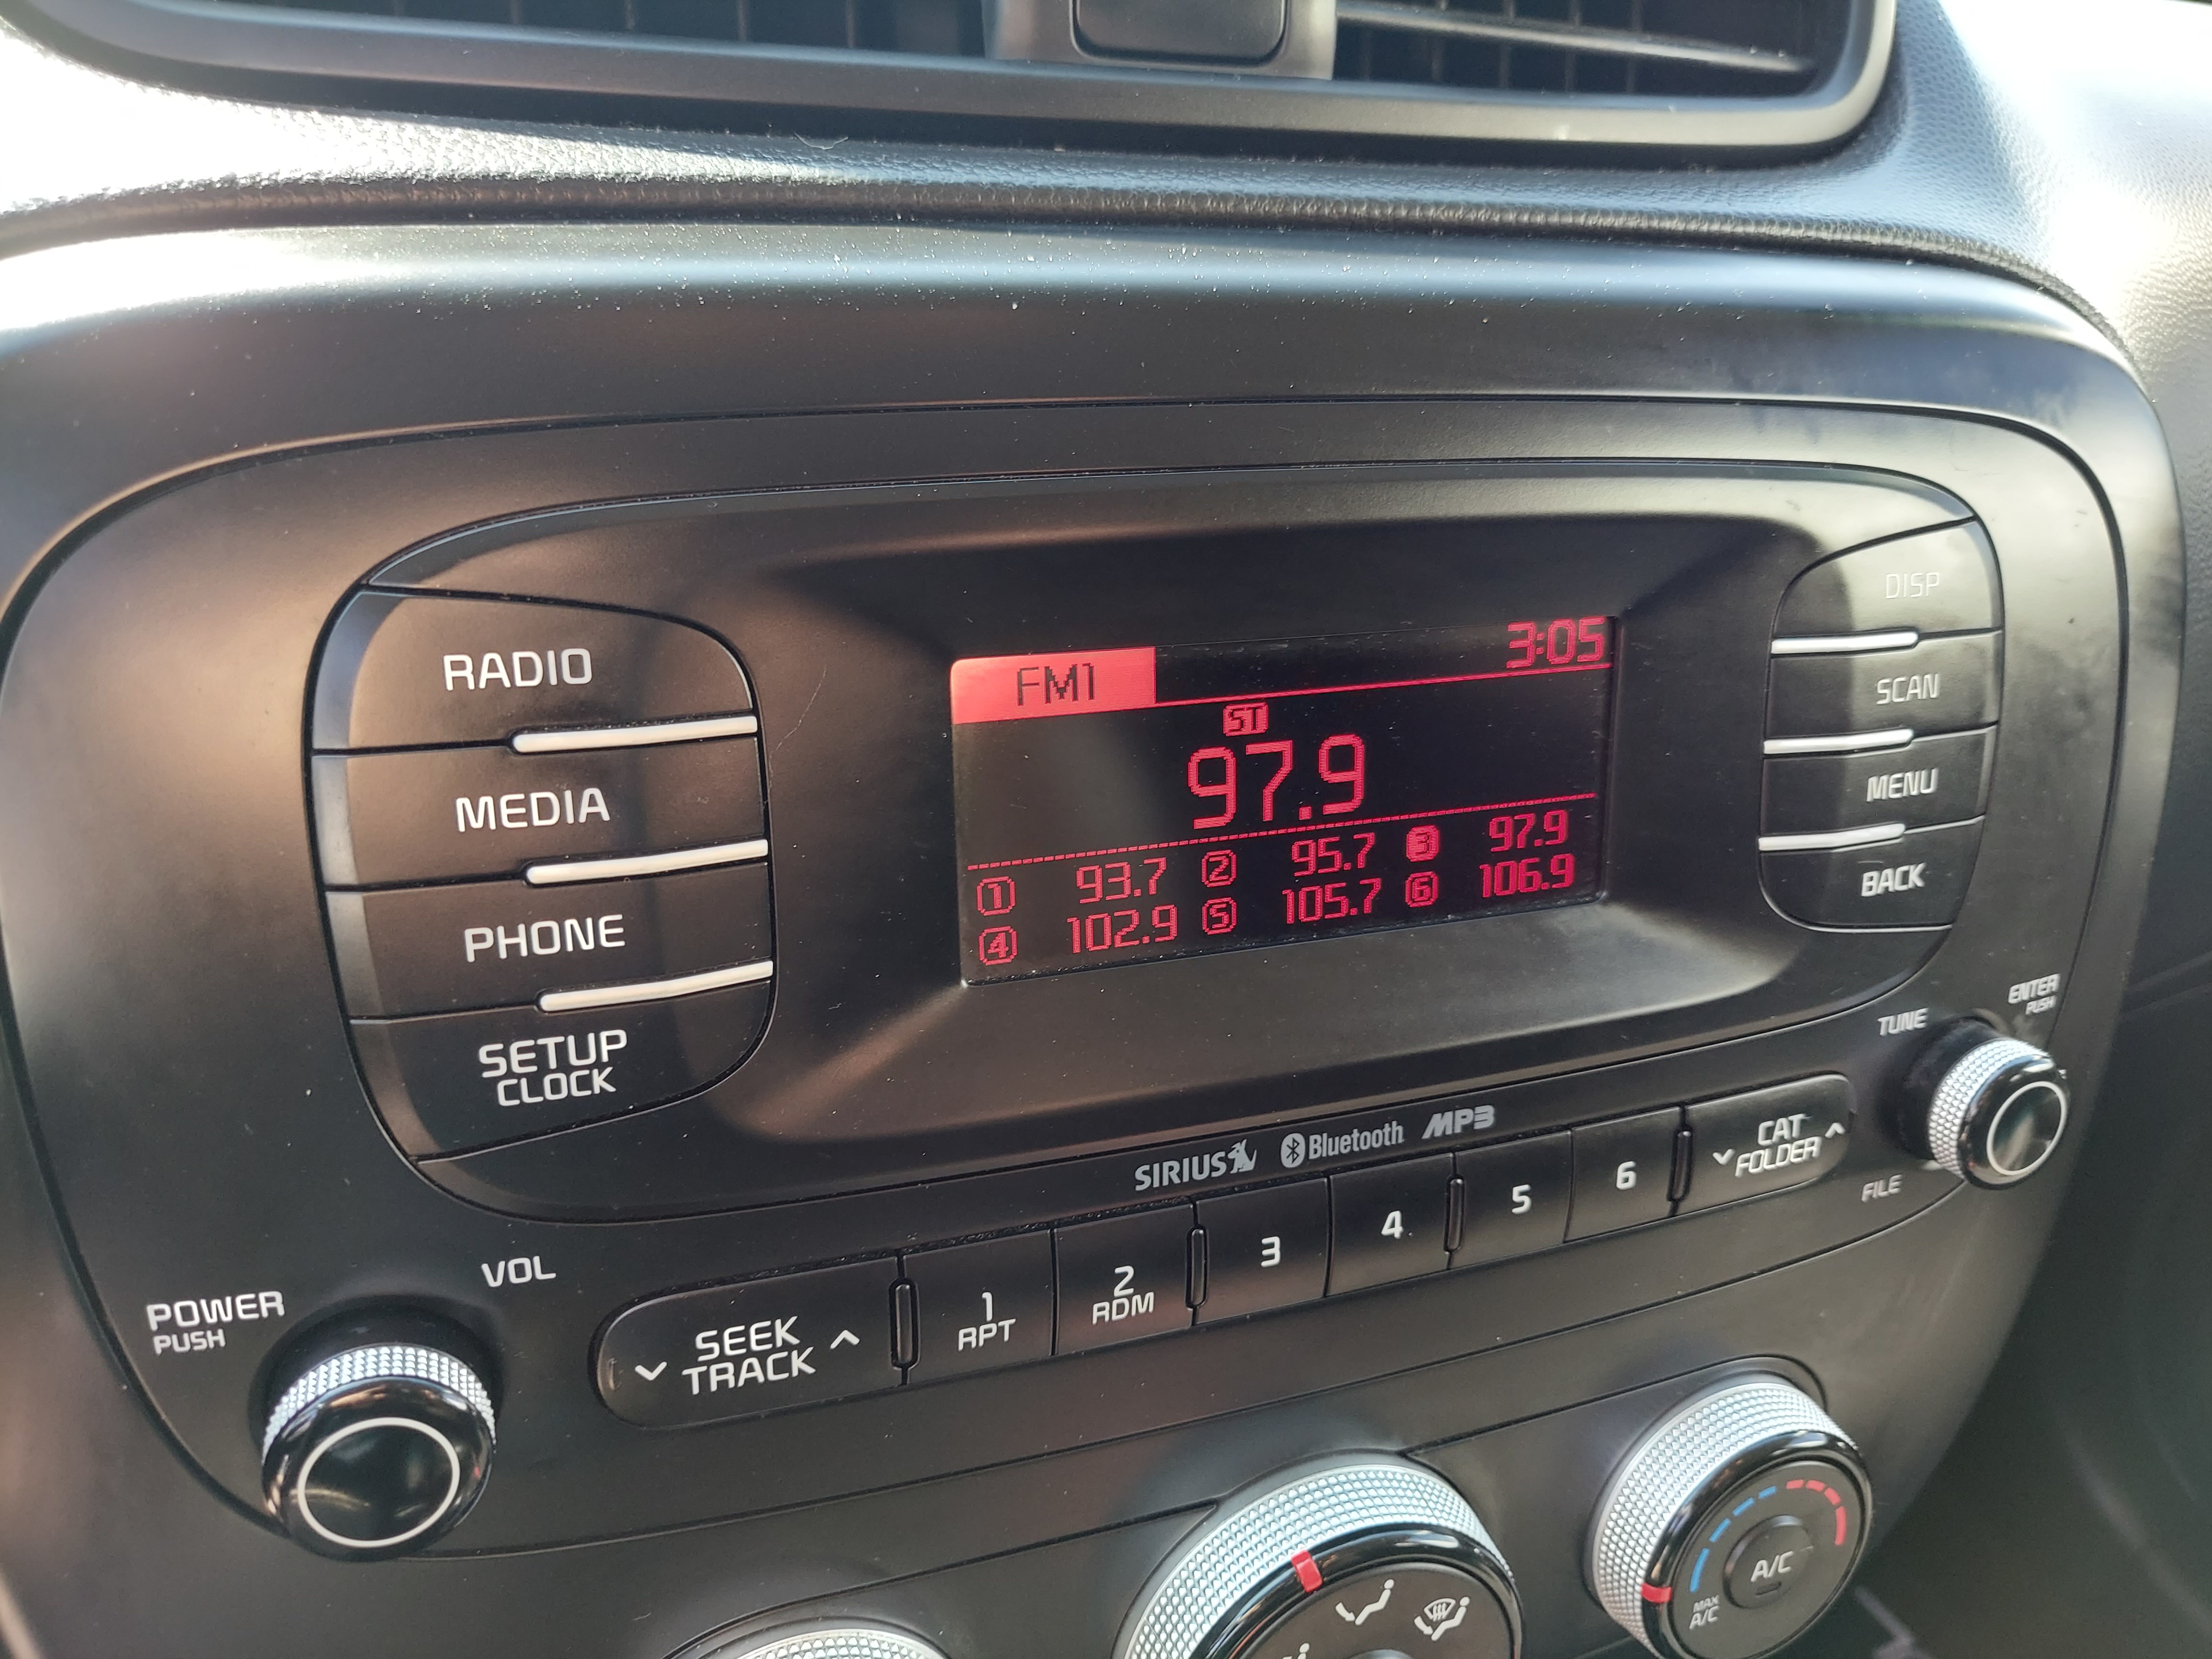 FM1 3:05
ST
97.9
1 93.7 2 95.7 3 97.9
4 102.9 5 105.7 6 106.9
RADIO
MEDIA
PHONE
SETUP
CLOCK
DISP
SCAN
MENU
BACK
SIRIUS Bluetooth MP3
POWER
PUSH
VOL
SEEK
TRACK
1
RPT
2
RDM
3
4
5
6
CAT
FOLDER
TUNE
FILE
ENTER
PUSH
A/C
MAX
A/C